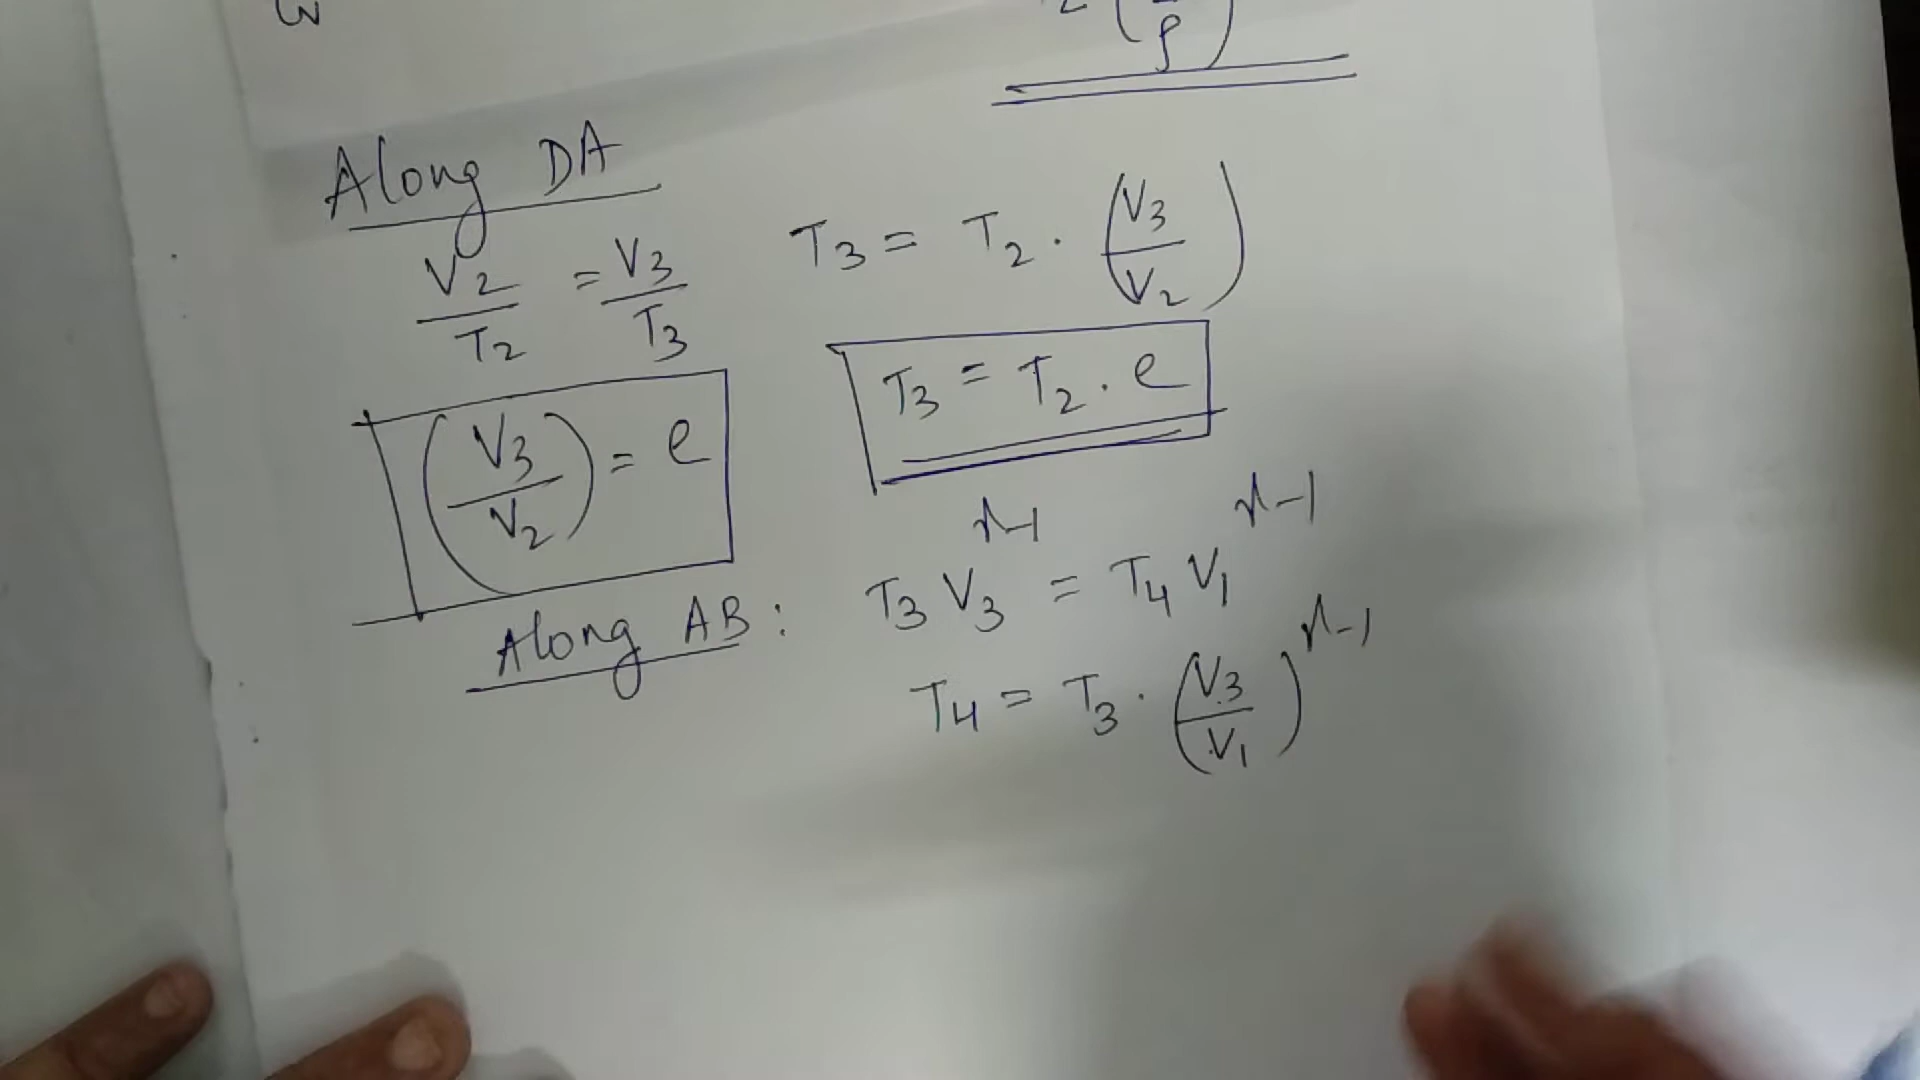 Along DA
V2/T2 = V3/T3
T3 = T2 . (V3/V2)
(V3/V2) = e
T3 = T2 . e
Along AB : T3 V3^γ-1 = T4 V1^γ-1
T4 = T3 . (V3/V1)^γ-1